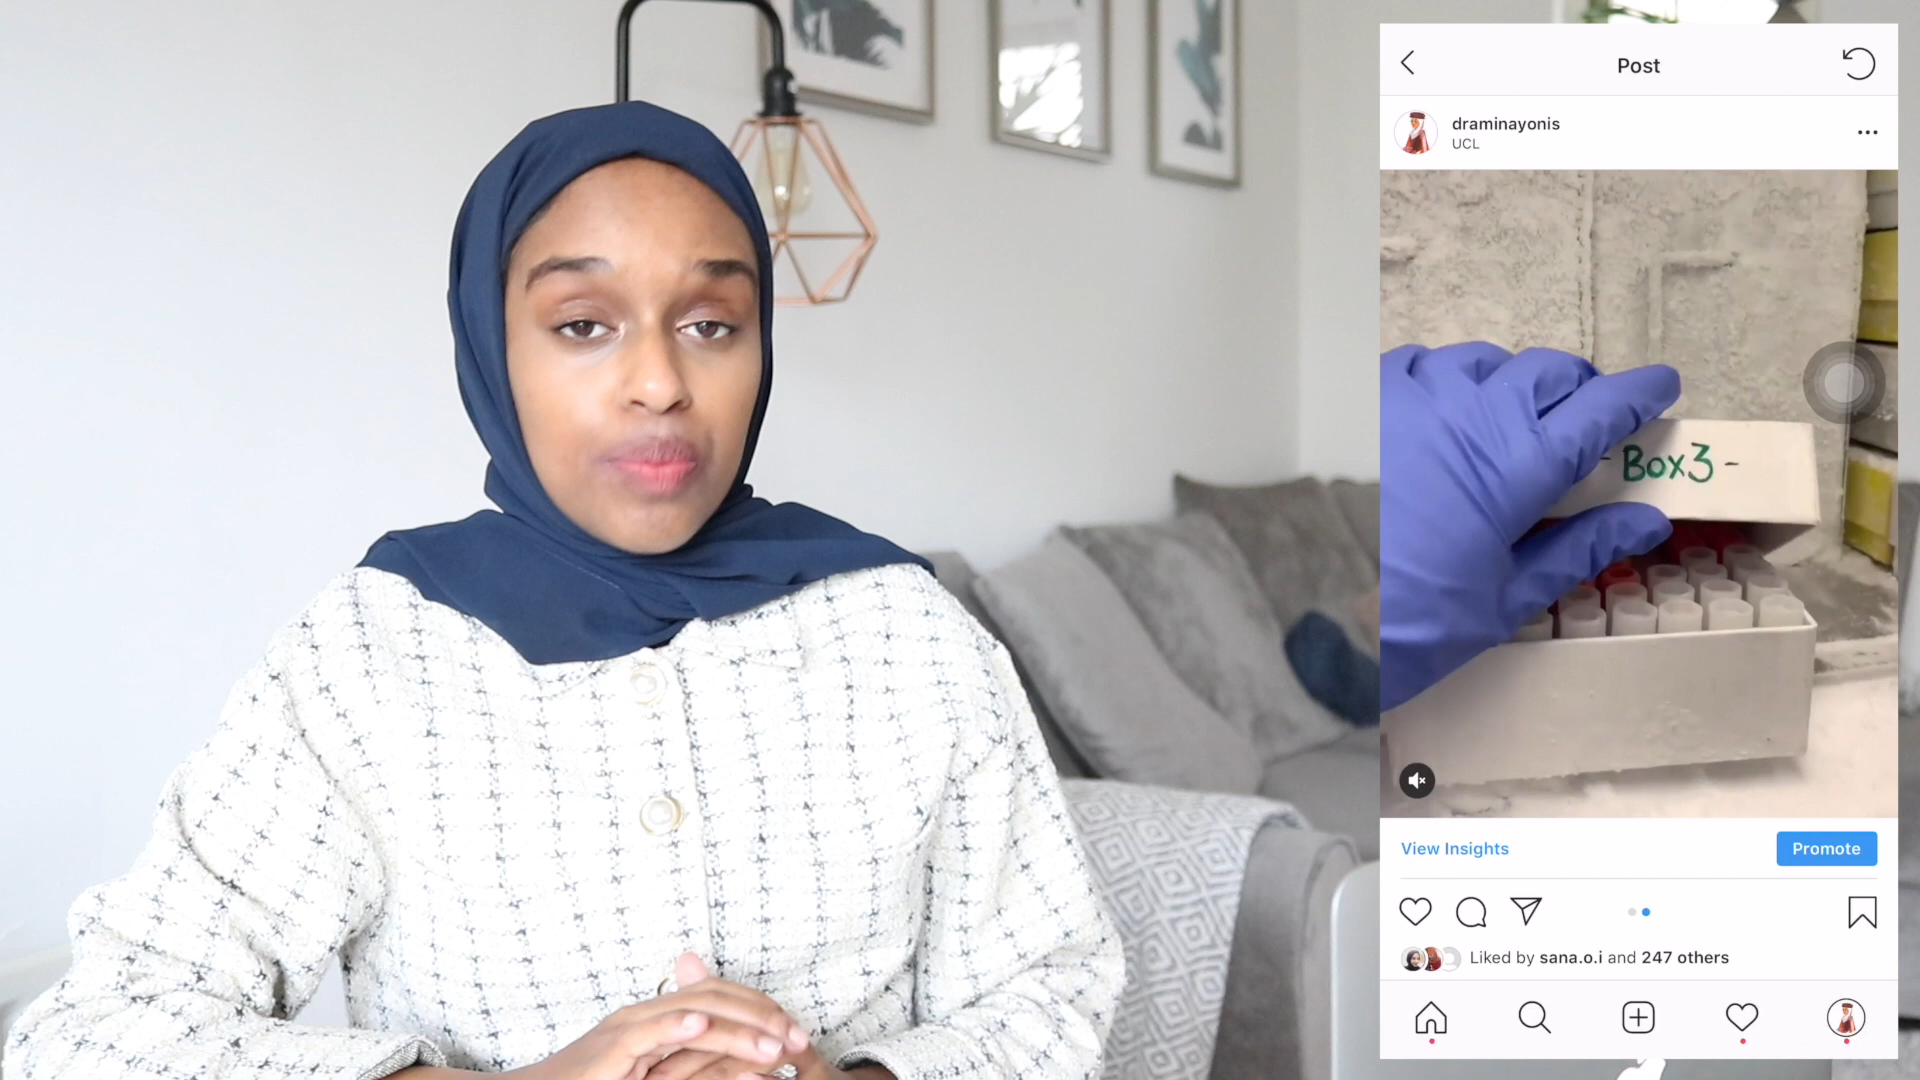 Post
draminayonis
UCL
- Box3 -
View Insights
Promote
Liked by sana.o.i and 247 others